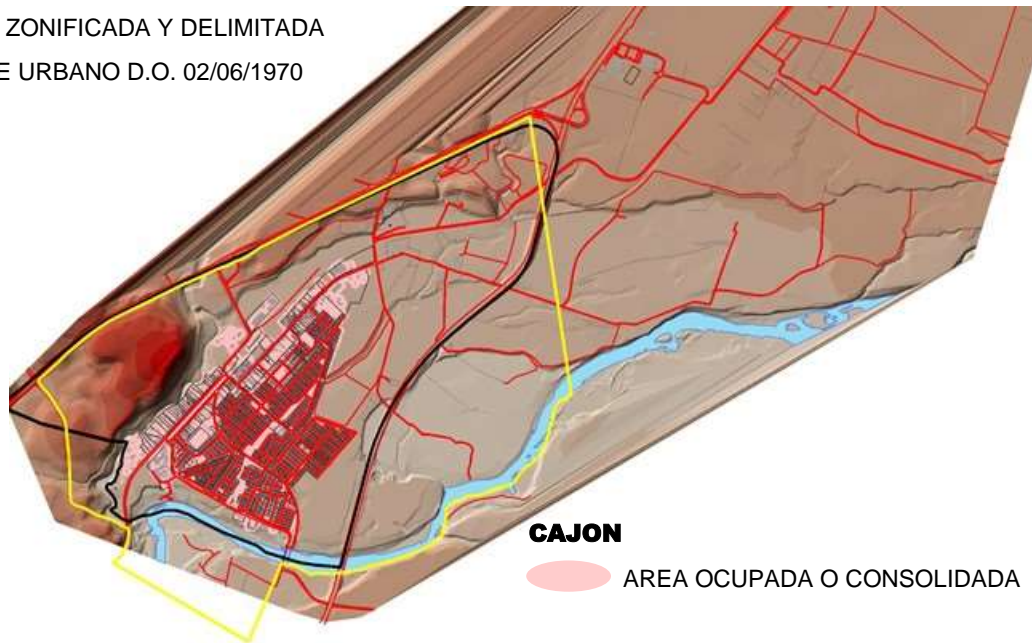 ZONIFICADA Y DELIMITADA
E URBANO D.O. 02/06/1970
CAJON
AREA OCUPADA O CONSOLIDADA